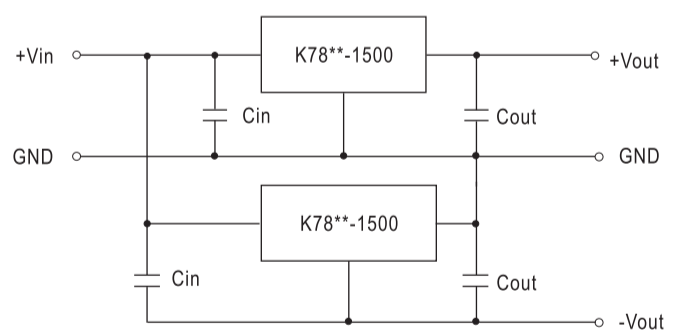 +Vin
K78**-1500
+Vout
Cin
Cout
GND
GND
K78**-1500
Cin
Cout
-Vout